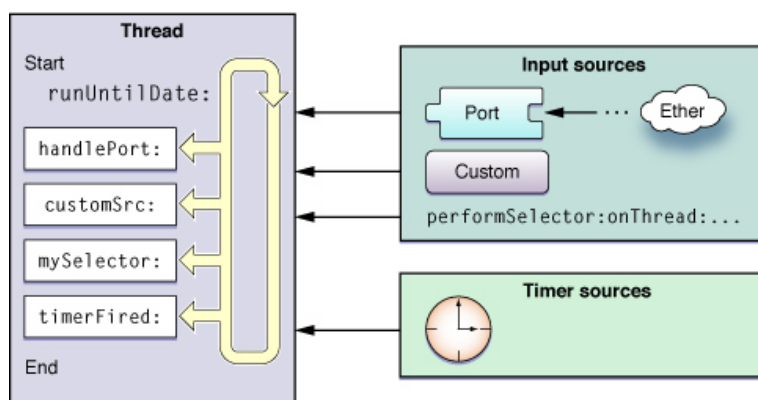 Thread
Start
runUntilDate:
handlePort:
customSrc:
mySelector:
timerFired:
End
Input sources
Port
...
Ether
Custom
performSelector:onThread:...
Timer sources